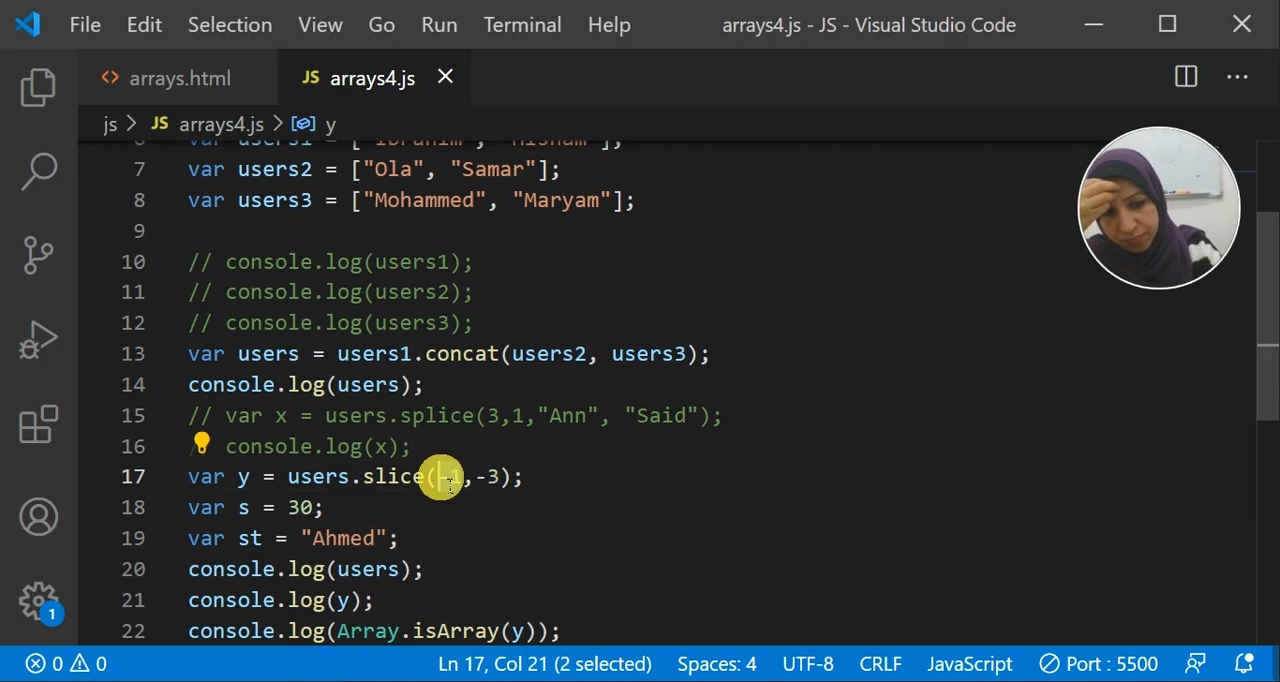 File Edit Selection View Go Run Terminal Help arrays4.js - JS - Visual Studio Code
<> arrays.html JS arrays4.js
js > JS arrays4.js > y
7 var users2 = ["Ola", "Samar"];
8 var users3 = ["Mohammed", "Maryam"];
9
10 // console.log(users1);
11 // console.log(users2);
12 // console.log(users3);
13 var users = users1.concat(users2, users3);
14 console.log(users);
15 // var x = users.splice(3,1,"Ann", "Said");
16 console.log(x);
17 var y = users.slice(-1,-3);
18 var s = 30;
19 var st = "Ahmed";
20 console.log(users);
21 console.log(y);
22 console.log(Array.isArray(y));
1
0 0 Ln 17, Col 21 (2 selected) Spaces: 4 UTF-8 CRLF JavaScript Port : 5500